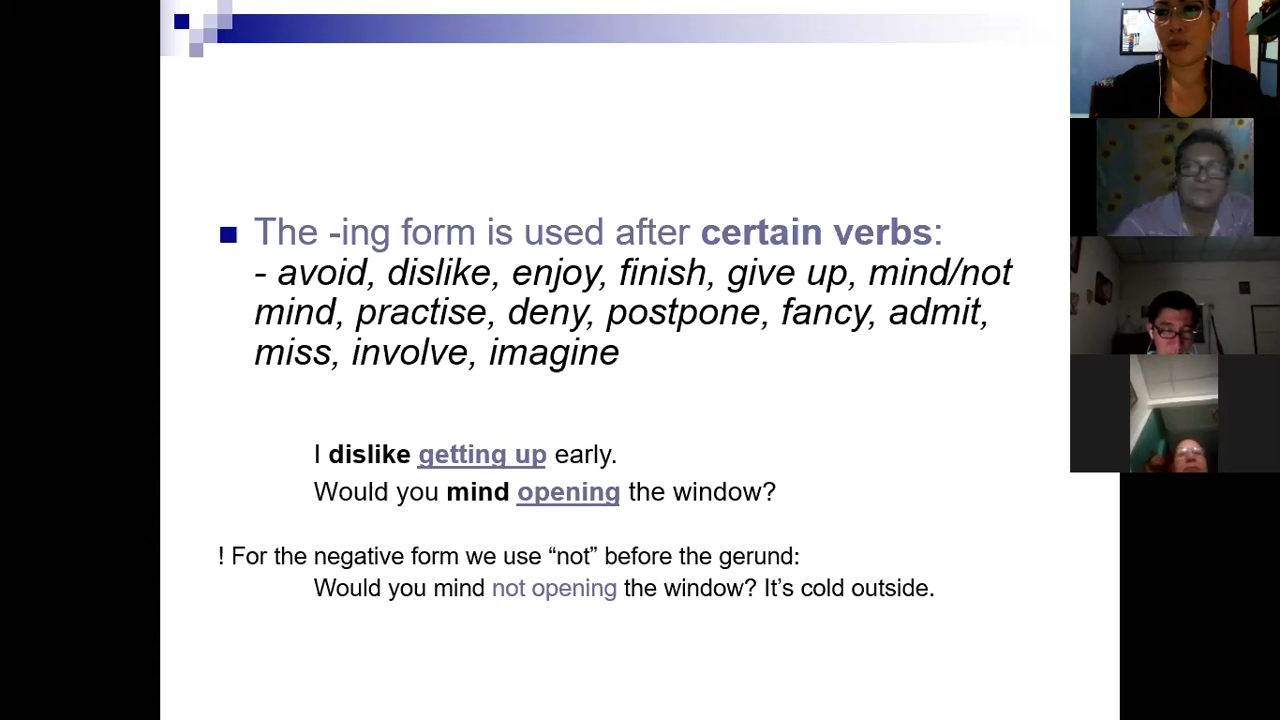 The -ing form is used after certain verbs:
- avoid, dislike, enjoy, finish, give up, mind/not
mind, practise, deny, postpone, fancy, admit,
miss, involve, imagine
I dislike getting up early.
Would you mind opening the window?
! For the negative form we use “not” before the gerund:
Would you mind not opening the window? It’s cold outside.